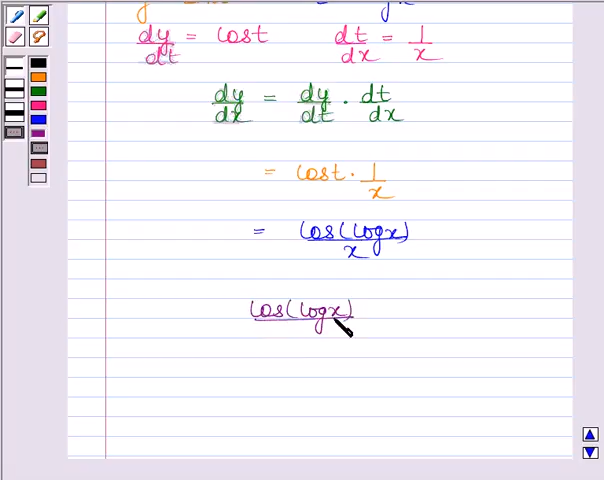 dy/dt = cost    dt/dx = 1/x
dy/dx = dy/dt . dt/dx
= cost . 1/x
= cos(logx)/x
cos(logx)